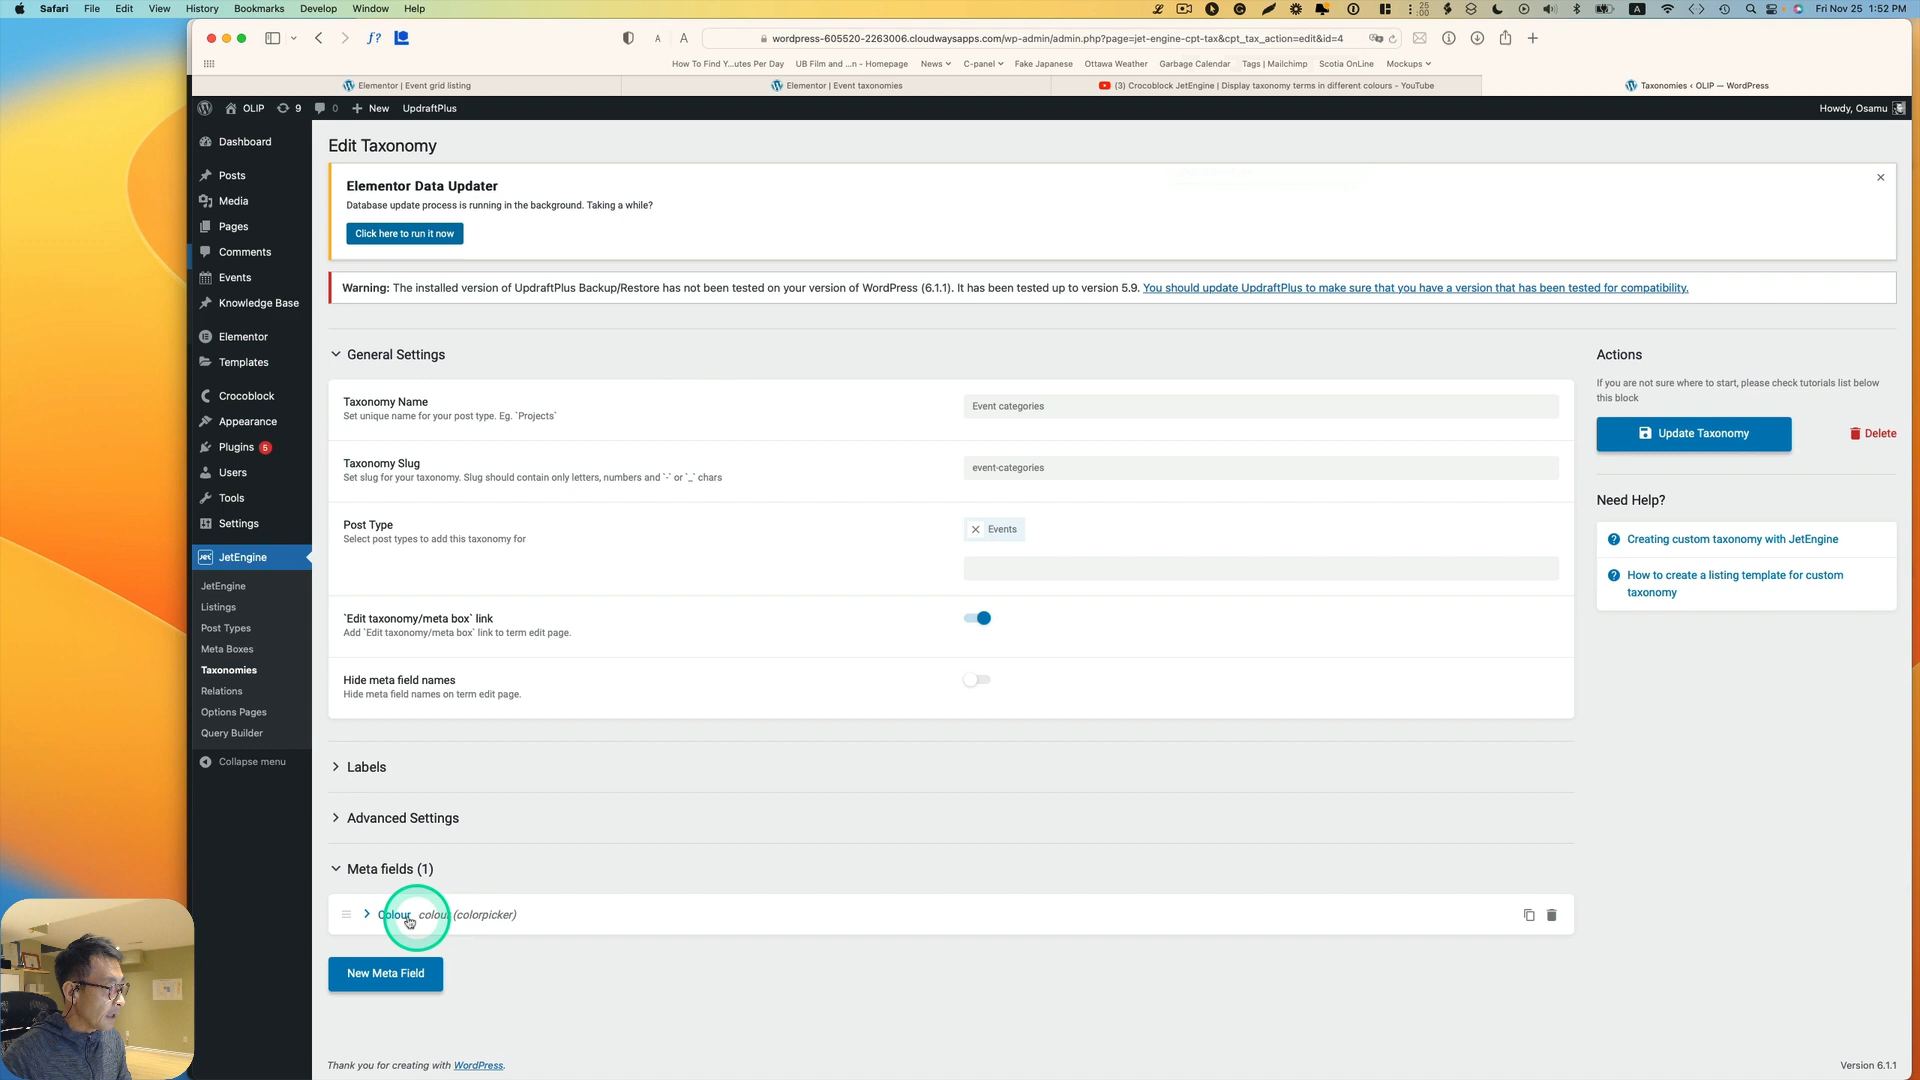 Safari File Edit View History Bookmarks Develop Window Help
25
:00
A
Fri Nov 25 1:52 PM
f?
A A
wordpress-605520-2263006.cloudwaysapps.com/wp-admin/admin.php?page=jet-engine-cpt-tax&cpt_tax_action=edit&id=4
How To Find Y...utes Per Day UB Film and ...n - Homepage News C-panel Fake Japanese Ottawa Weather Garbage Calendar Tags | Mailchimp Scotia OnLine Mockups
Elementor | Event grid listing
Elementor | Event taxonomies
(3) Crocoblock JetEngine | Display taxonomy terms in different colours - YouTube
Taxonomies ‹ OLIP — WordPress
OLIP 9 0 New UpdraftPlus
Howdy, Osamu
Dashboard
Posts
Media
Pages
Comments
Events
Knowledge Base
Elementor
Templates
Crocoblock
Appearance
Plugins 5
Users
Tools
Settings
JetEngine
JetEngine
Listings
Post Types
Meta Boxes
Taxonomies
Relations
Options Pages
Query Builder
Collapse menu
Edit Taxonomy
Elementor Data Updater
Database update process is running in the background. Taking a while?
Click here to run it now
Warning: The installed version of UpdraftPlus Backup/Restore has not been tested on your version of WordPress (6.1.1). It has been tested up to version 5.9. You should update UpdraftPlus to make sure that you have a version that has been tested for compatibility.
General Settings
Taxonomy Name
Set unique name for your post type. Eg. `Projects`
Event categories
Taxonomy Slug
Set slug for your taxonomy. Slug should contain only letters, numbers and `-` or `_` chars
event-categories
Post Type
Select post types to add this taxonomy for
Events
`Edit taxonomy/meta box` link
Add `Edit taxonomy/meta box` link to term edit page.
Hide meta field names
Hide meta field names on term edit page.
Labels
Advanced Settings
Meta fields (1)
Colour colour (colorpicker)
New Meta Field
Actions
If you are not sure where to start, please check tutorials list below
this block
Update Taxonomy
Delete
Need Help?
Creating custom taxonomy with JetEngine
How to create a listing template for custom
taxonomy
Thank you for creating with WordPress.
Version 6.1.1